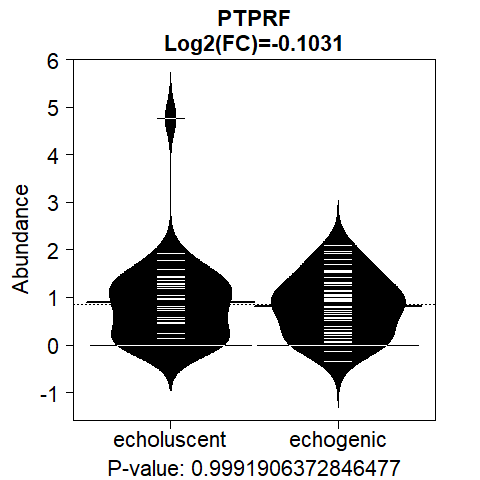 PTPRF
Log2(FC)=-0.1031
Abundance
6
5
4
3
2
1
0
-1
echoluscent echogenic
P-value: 0.9991906372846477